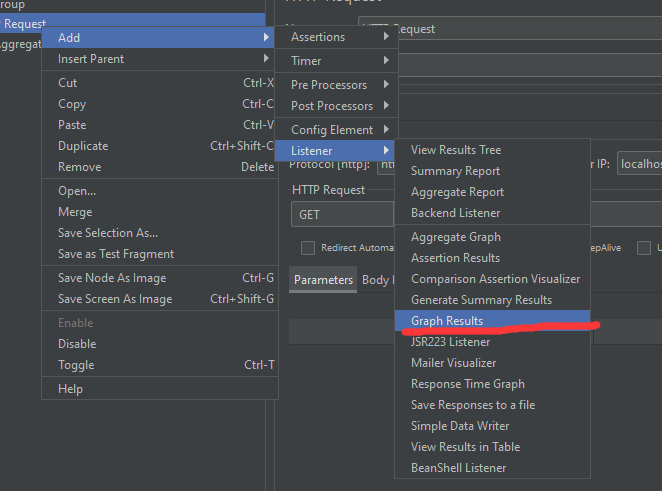 roup
Request
Aggregat
HTTP Request
Add
Insert Parent
Cut Ctrl-X
Copy Ctrl-C
Paste Ctrl-V
Duplicate Ctrl+Shift-C
Remove Delete
Open...
Merge
Save Selection As...
Save as Test Fragment
Save Node As Image Ctrl-G
Save Screen As Image Ctrl+Shift-G
Enable
Disable
Toggle Ctrl-T
Help
Assertions
Timer
Pre Processors
Post Processors
Config Element
Listener
View Results Tree
Summary Report
Aggregate Report
Backend Listener
Aggregate Graph
Assertion Results
Comparison Assertion Visualizer
Generate Summary Results
Graph Results
JSR223 Listener
Mailer Visualizer
Response Time Graph
Save Responses to a file
Simple Data Writer
View Results in Table
BeanShell Listener
Protocol [http]:
r IP: localhos
HTTP Request
GET
Redirect Automa
epAlive
U
Parameters Body